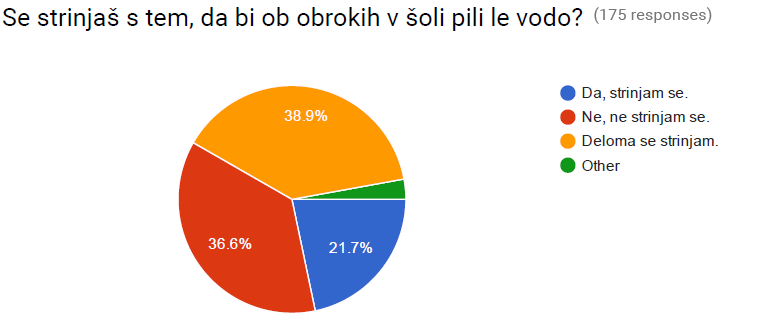 Se strinjaš s tem, da bi ob obrokih v šoli pili le vodo? (175 responses)
38.9%
36.6%
21.7%
Da, strinjam se.
Ne, ne strinjam se.
Deloma se strinjam.
Other